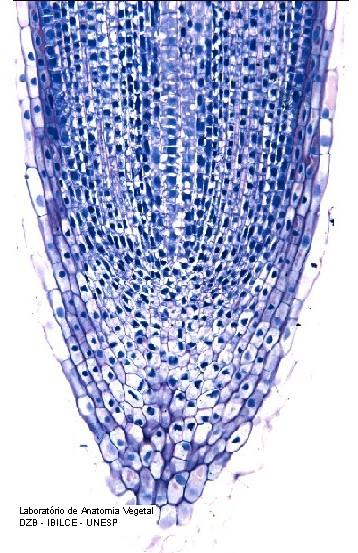 Laboratório de Anatomia Vegetal
DZB - IBILCE - UNESP